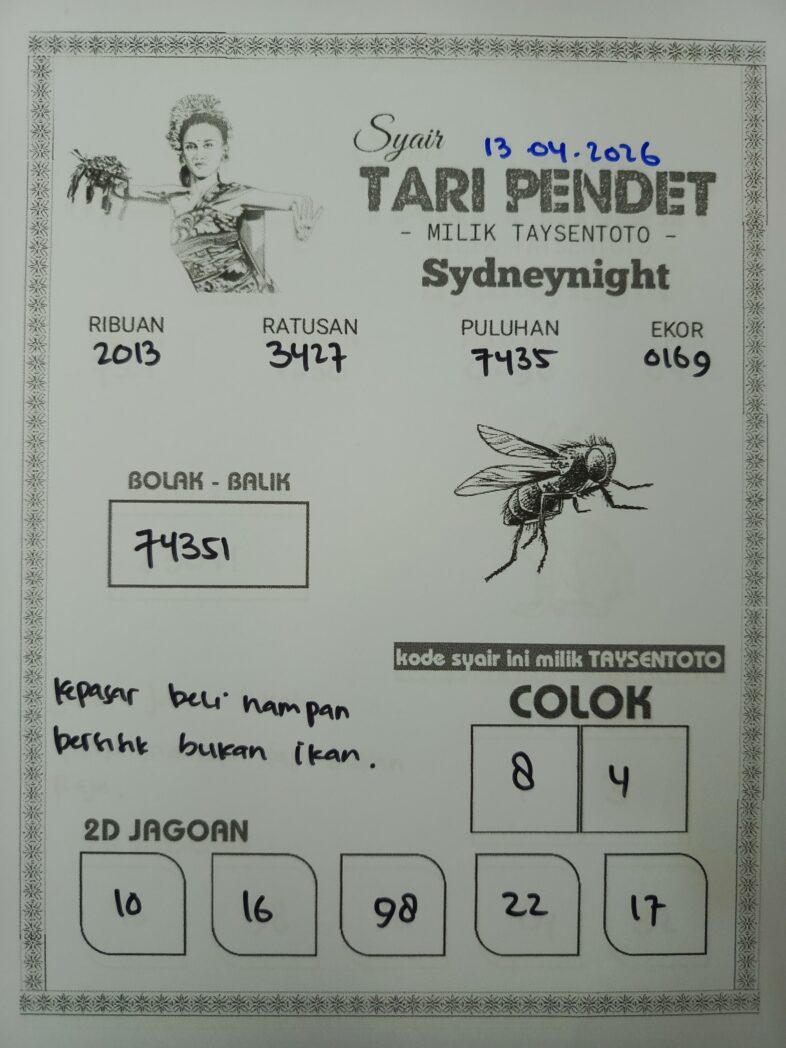 Syair 13 04.2026
TARI PENDET
- MILIK TAYSENTOTO -
Sydneynight
RIBUAN RATUSAN PULUHAN EKOR
2013 3427 7435 0169
BOLAK - BALIK
74351
kode syair ini milik TAYSENTOTO
COLOK
8 4
kepasar beli nampan
bukan ikan.
2D JAGOAN
10 16 98 22 17